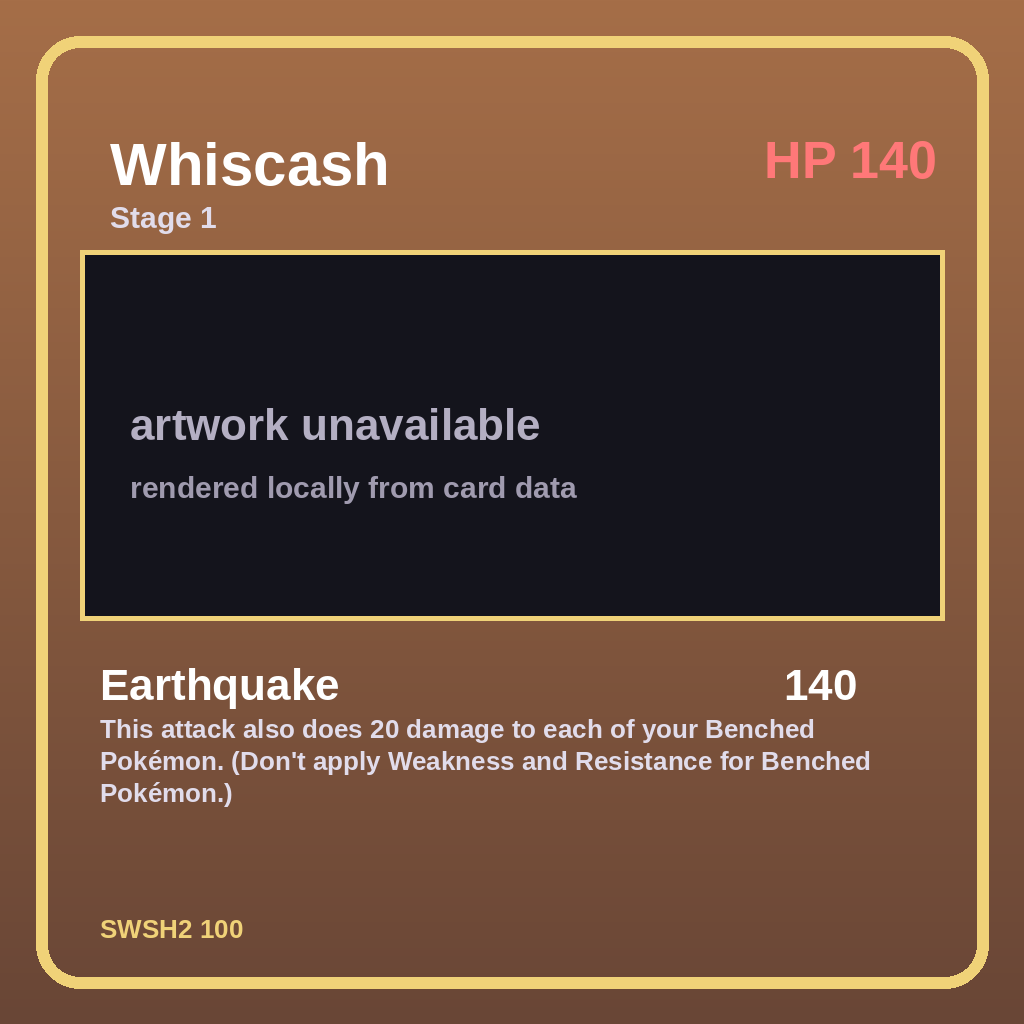 Whiscash
HP 140
Stage 1
artwork unavailable
rendered locally from card data
Earthquake
140
This attack also does 20 damage to each of your Benched
Pokémon. (Don't apply Weakness and Resistance for Benched
Pokémon.)
SWSH2 100